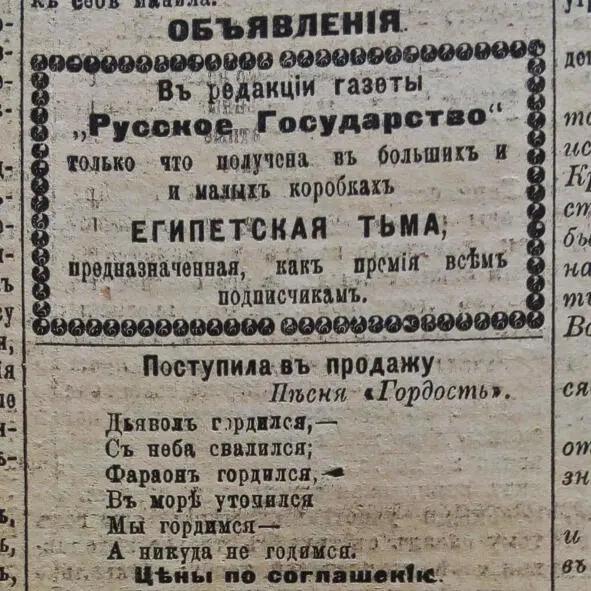 ОБЪЯВЛЕНІЯ.
Въ редакціи газеты
„Русское Государство“
только что получена въ большихъ и
и малыхъ коробкахъ
ЕГИПЕТСКАЯ ТЬМА,
предназначенная, какъ премія всѣмъ
подписчикамъ.
Поступила въ продажу
Пѣсня «Гордость».
Дьяволъ гордился,—
Съ неба свалился;
Фараонъ гордился,—
Въ морѣ утонился
Мы гордимся—
А никуда не годимся.
Цѣны по соглашенію.